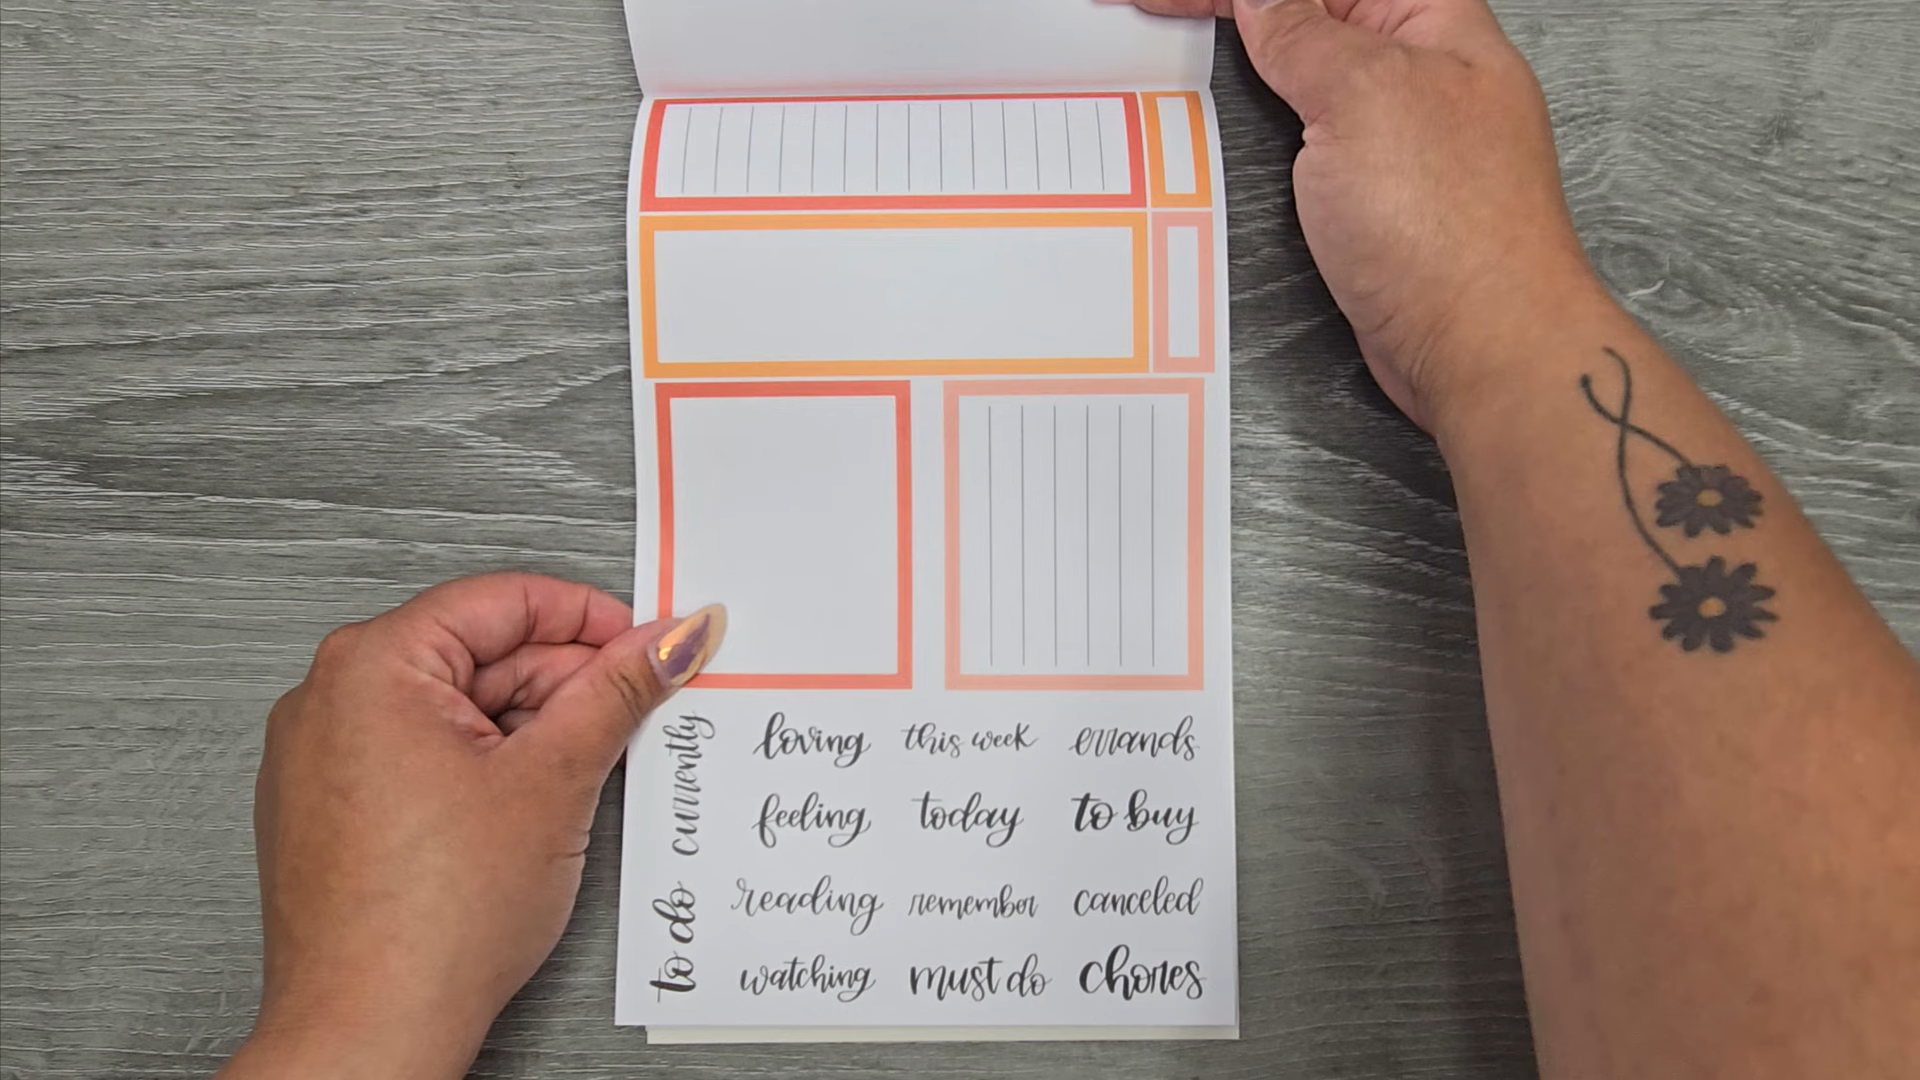 currently
to do
loving
this week
errands
feeling
today
to buy
reading
remember
canceled
watching
must do
chores